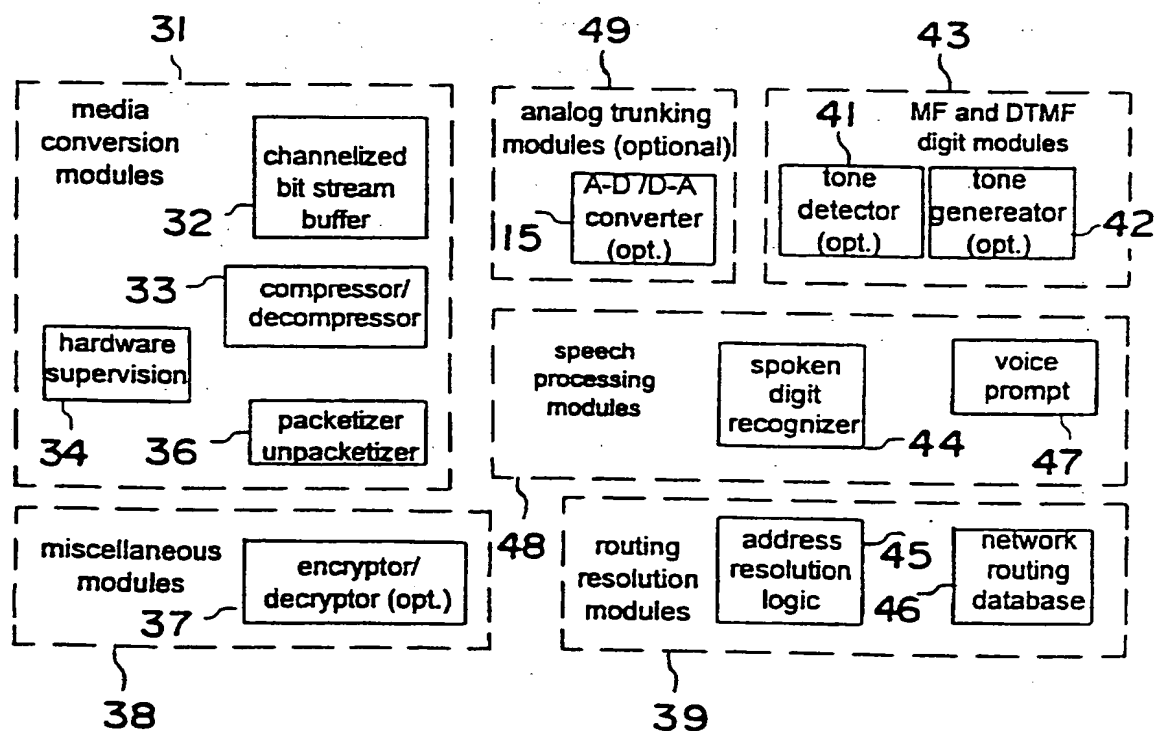 31
media
conversion
modules
channelized
bit stream
buffer
32
33
compressor/
decompressor
hardware
supervision
34
36
packetizer
unpacketizer
49
analog trunking
modules (optional)
A-D /D-A
converter
(opt.)
15
43
MF and DTMF
digit modules
41
tone
detector
(opt.)
tone
genereator
(opt.)
42
speech
processing
modules
spoken
digit
recognizer
44
voice
prompt
47
48
miscellaneous
modules
encryptor/
decryptor (opt.)
37
38
routing
resolution
modules
address
resolution
logic
45
46
network
routing
database
39